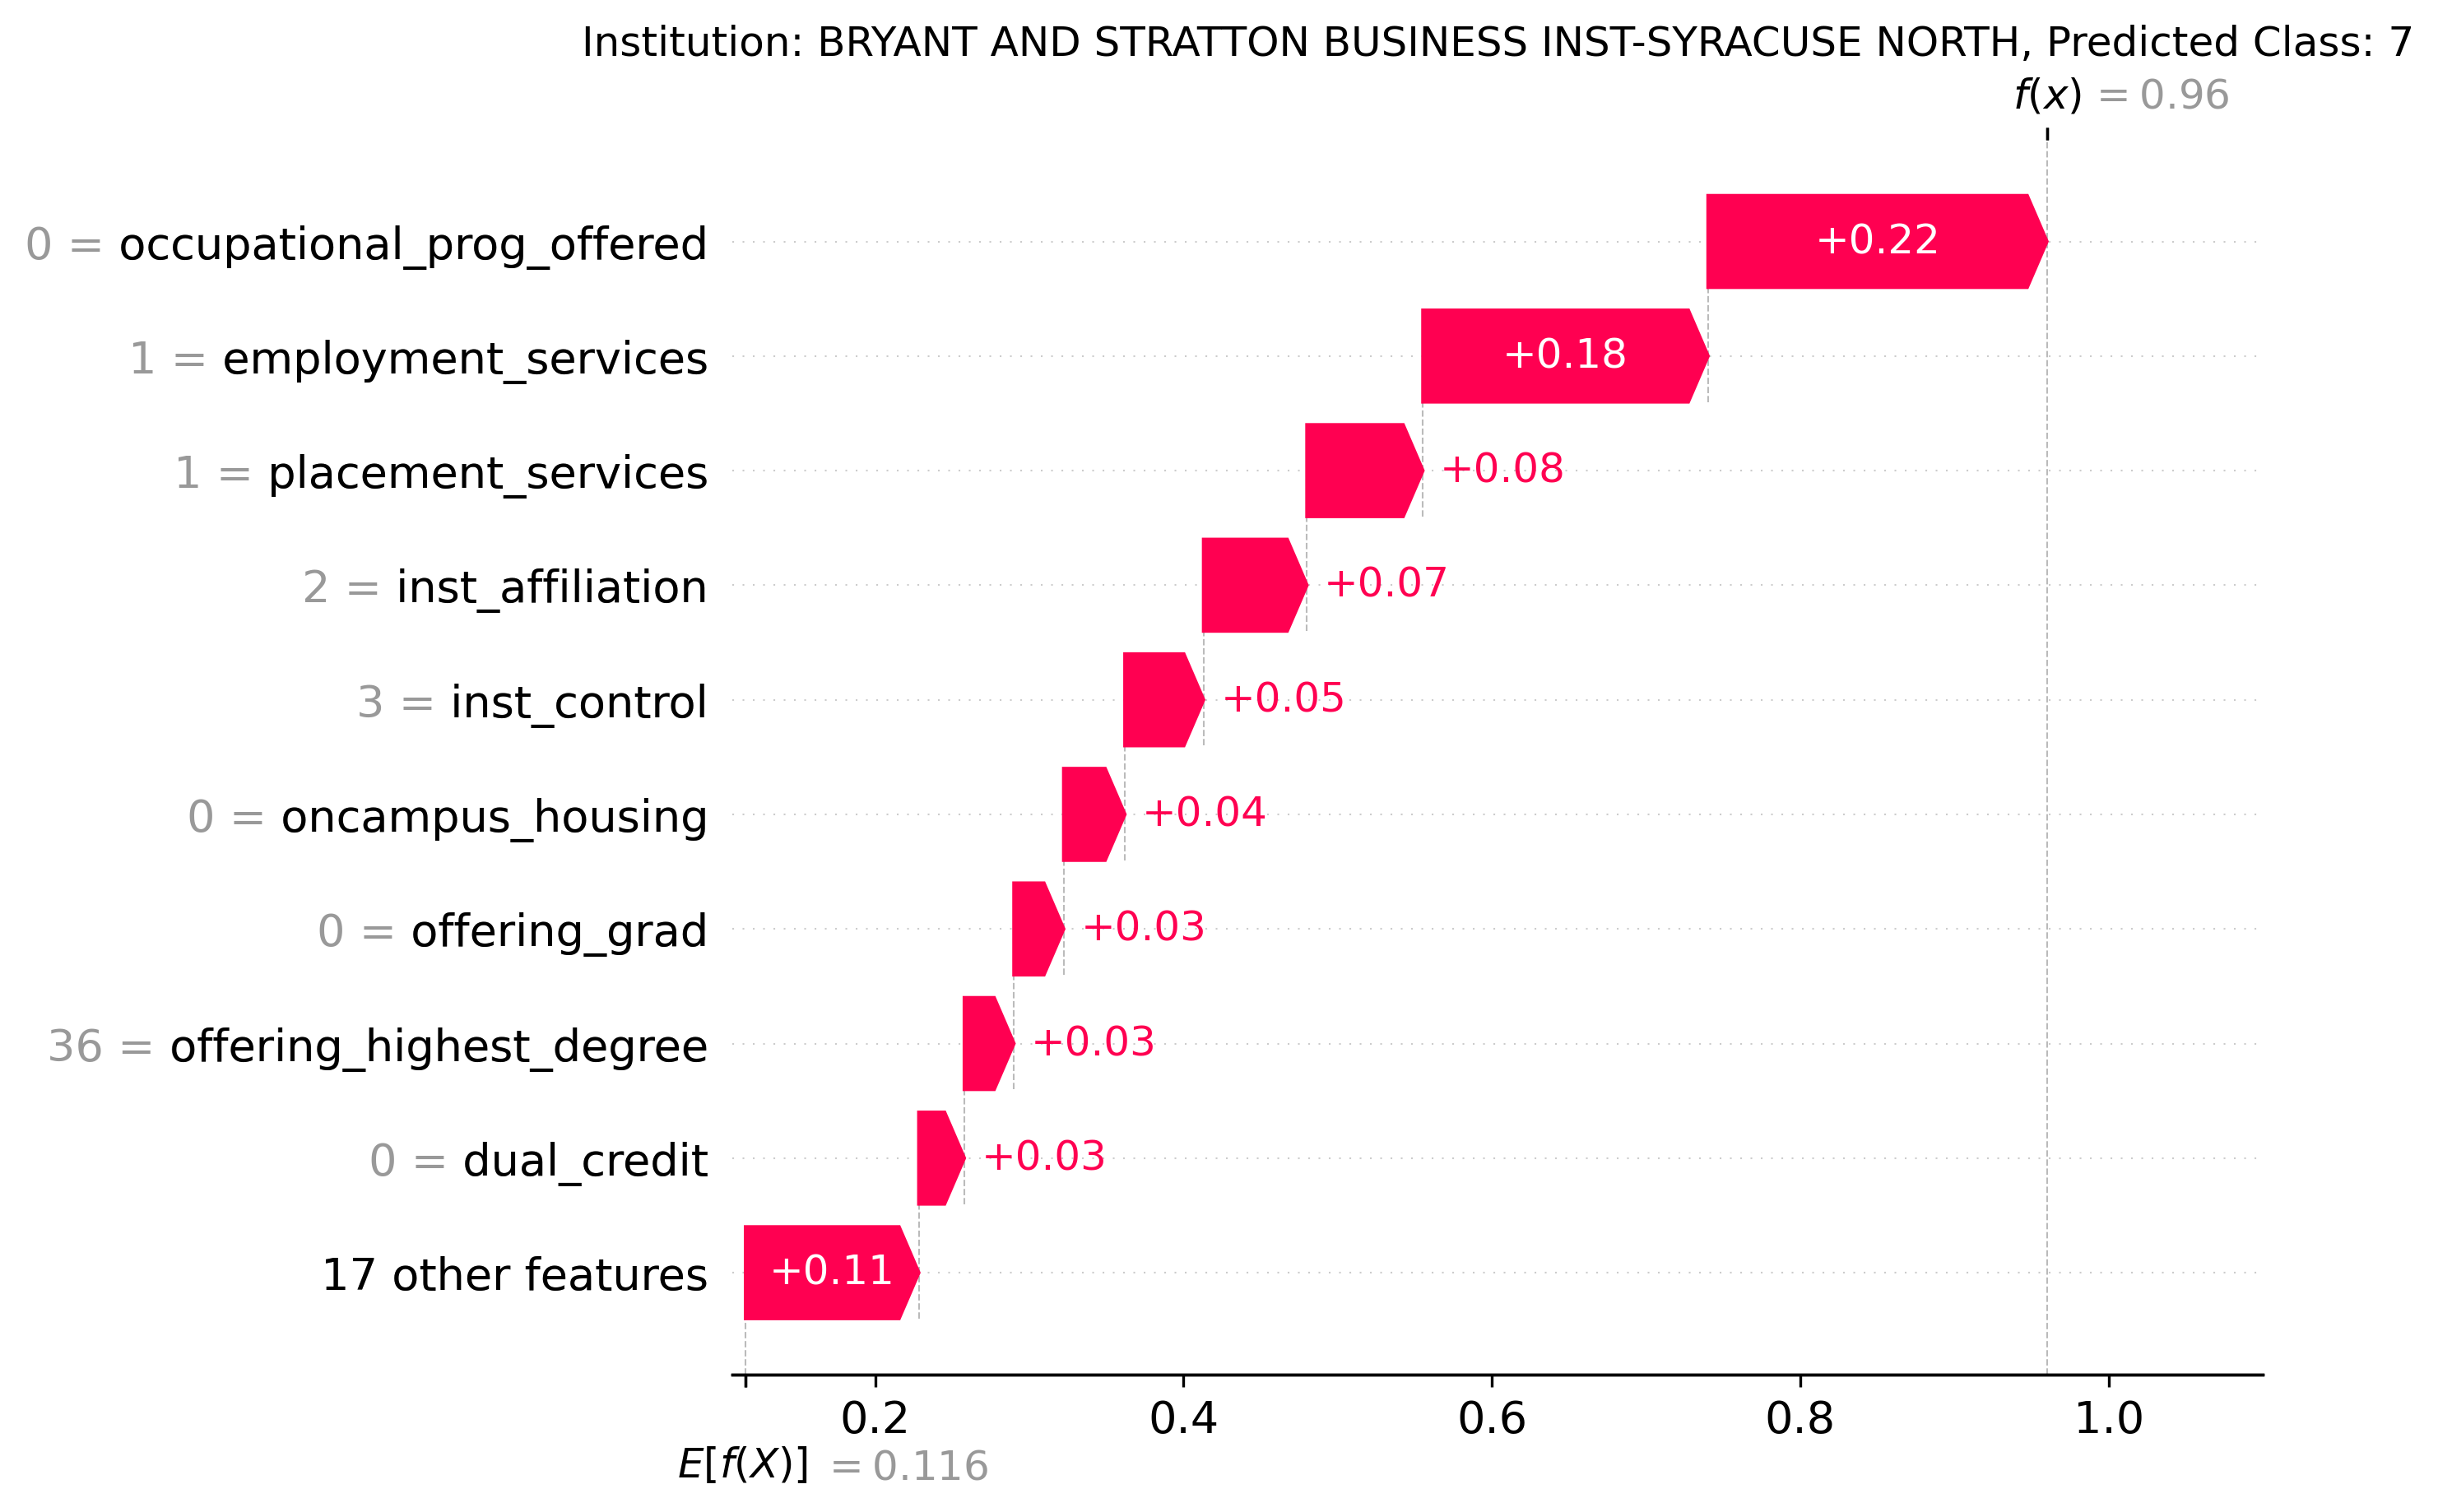 Institution: BRYANT AND STRATTON BUSINESS INST-SYRACUSE NORTH, Predicted Class: 7
f(x) = 0.96
0 = occupational_prog_offered +0.22
1 = employment_services +0.18
1 = placement_services +0.08
2 = inst_affiliation +0.07
3 = inst_control +0.05
0 = oncampus_housing +0.04
0 = offering_grad +0.03
36 = offering_highest_degree +0.03
0 = dual_credit +0.03
17 other features +0.11
0.2 0.4 0.6 0.8 1.0
E[f(X)] = 0.116